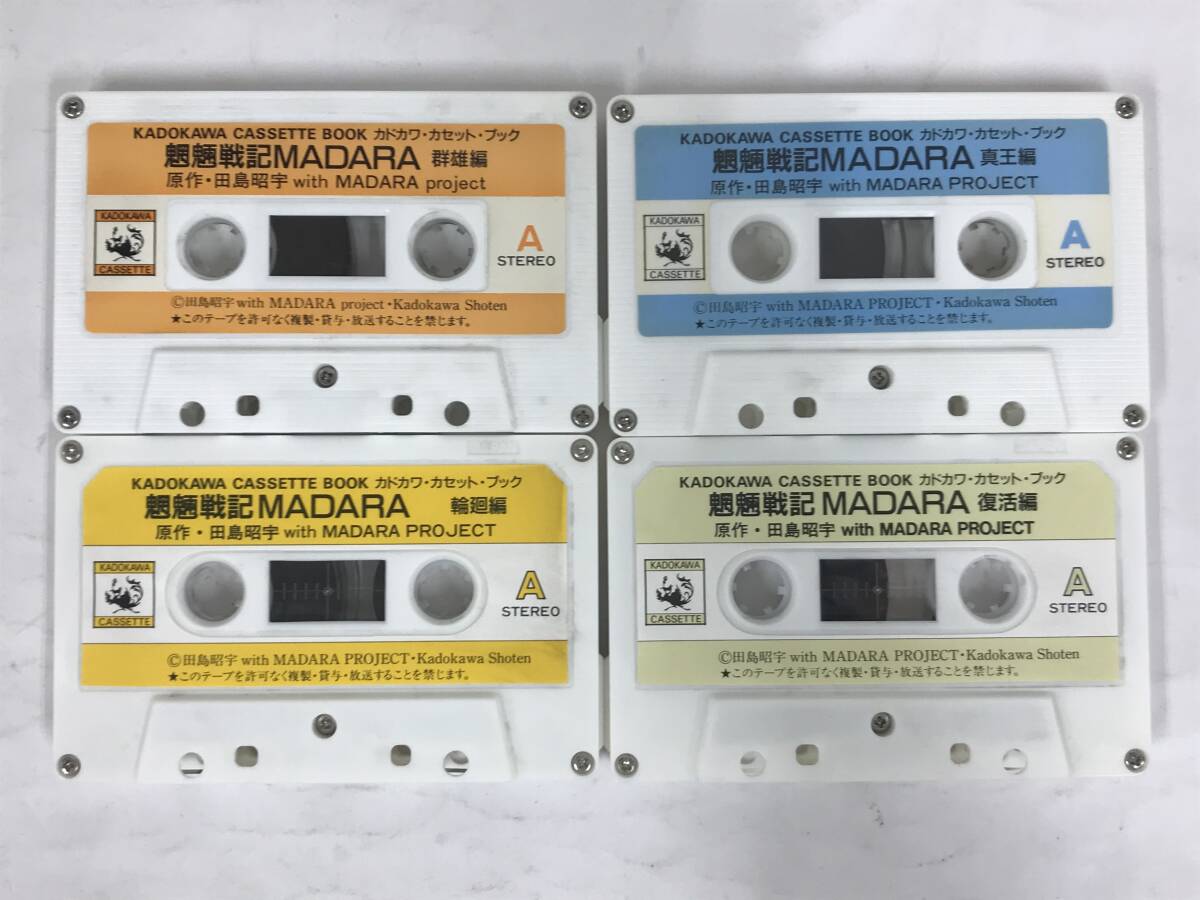 KADOKAWA CASSETTE BOOK カドカワ・カセット・ブック
魍魎戦記MADARA 群雄編
原作・田島昭宇 with MADARA project
KADOKAWA
CASSETTE
A
STEREO
©田島昭宇 with MADARA project・Kadokawa Shoten
★このテープを許可なく複製・貸与・放送することを禁じます。
KADOKAWA CASSETTE BOOK カドカワ・カセット・ブック
魍魎戦記MADARA 真王編
原作・田島昭宇 with MADARA PROJECT
KADOKAWA
CASSETTE
A
STEREO
©田島昭宇 with MADARA PROJECT・Kadokawa Shoten
★このテープを許可なく複製・貸与・放送することを禁じます。
KADOKAWA CASSETTE BOOK カドカワ・カセット・ブック
魍魎戦記MADARA 輪廻編
原作・田島昭宇 with MADARA PROJECT
KADOKAWA
CASSETTE
A
STEREO
©田島昭宇 with MADARA PROJECT・Kadokawa Shoten
★このテープを許可なく複製・貸与・放送することを禁じます。
KADOKAWA CASSETTE BOOK カドカワ・カセット・ブック
魍魎戦記MADARA 復活編
原作・田島昭宇 with MADARA PROJECT
KADOKAWA
CASSETTE
A
STEREO
©田島昭宇 with MADARA PROJECT・Kadokawa Shoten
★このテープを許可なく複製・貸与・放送することを禁じます。